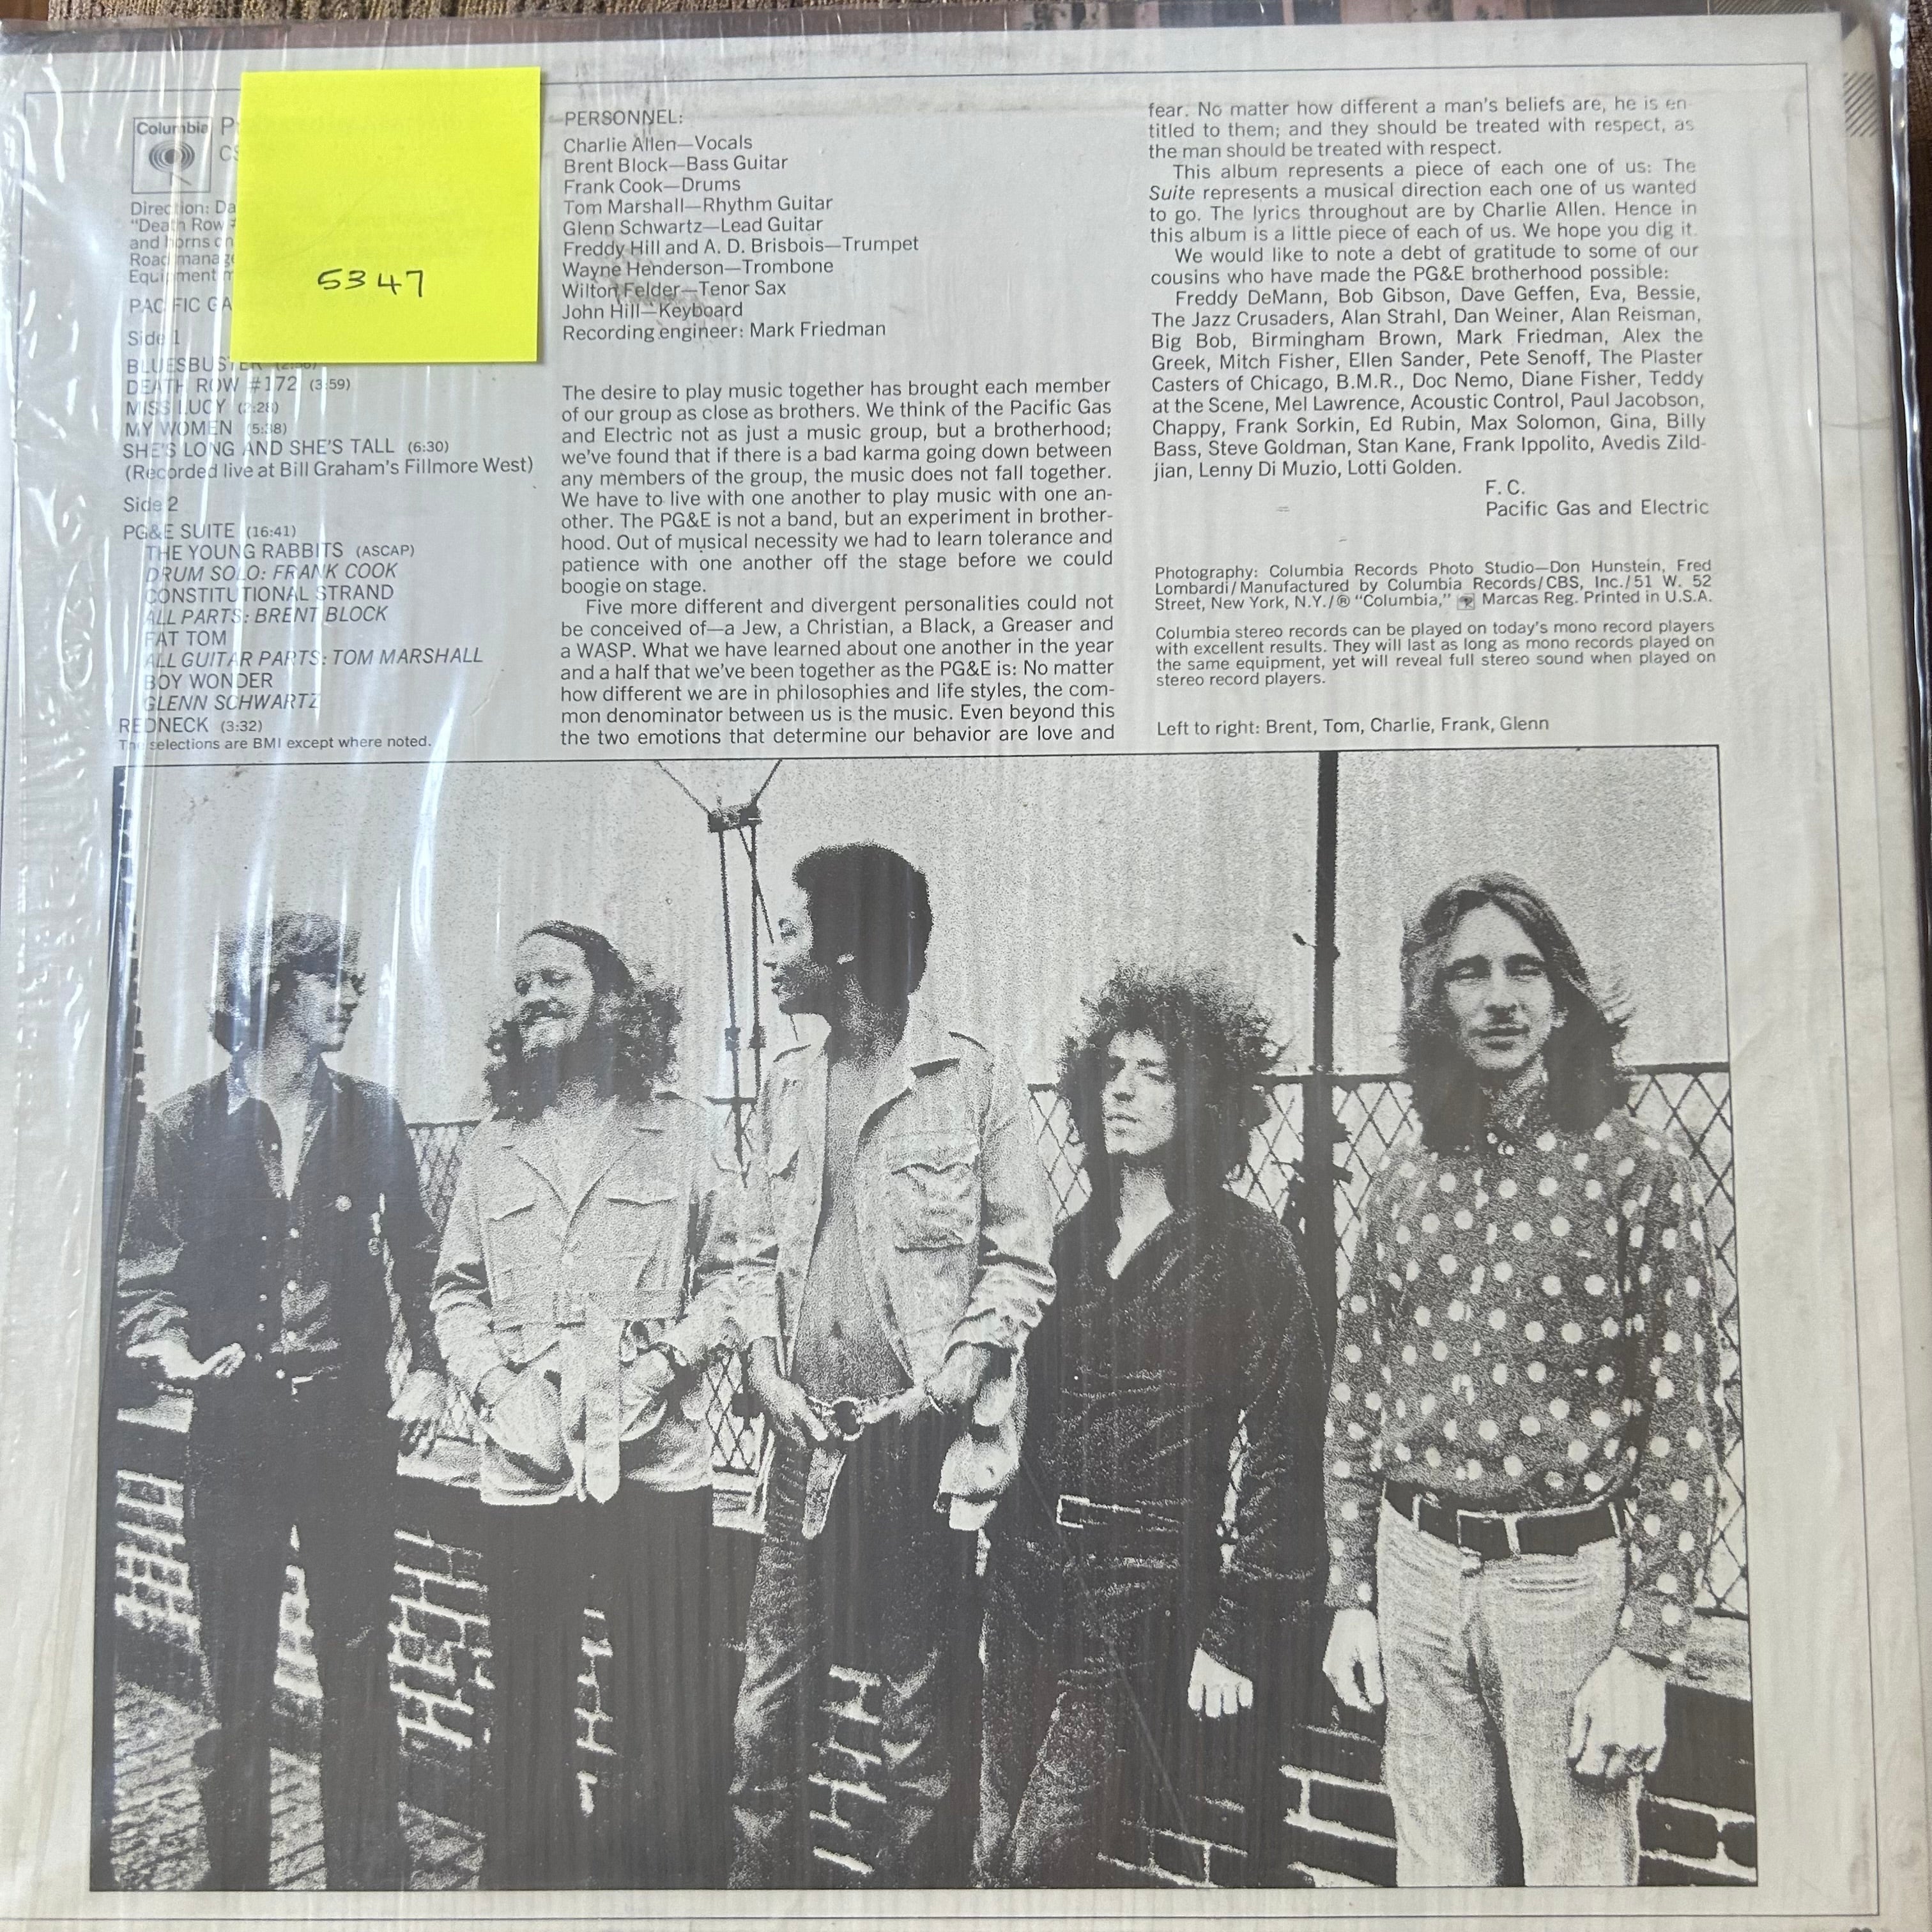 Columbia
5347
Direction: Da
"Death Row #
and horns on
Road manage
Equipment m
PACIFIC GA
Side 1
BLUESBUSTER
DEATH ROW #172 (3:59)
MISS LUCY (2:28)
MY WOMEN (5:38)
SHE'S LONG AND SHE'S TALL (6:30)
(Recorded live at Bill Graham's Fillmore West)
Side 2
PG&E SUITE (16:41)
THE YOUNG RABBITS (ASCAP)
DRUM SOLO: FRANK COOK
CONSTITUTIONAL STRAND
ALL PARTS: BRENT BLOCK
FAT TOM
ALL GUITAR PARTS: TOM MARSHALL
BOY WONDER
GLENN SCHWARTZ
REDNECK (3:32)
The selections are BMI except where noted.
PERSONNEL:
Charlie Allen—Vocals
Brent Block—Bass Guitar
Frank Cook—Drums
Tom Marshall—Rhythm Guitar
Glenn Schwartz—Lead Guitar
Freddy Hill and A. D. Brisbois—Trumpet
Wayne Henderson—Trombone
Wilton Felder—Tenor Sax
John Hill—Keyboard
Recording engineer: Mark Friedman
The desire to play music together has brought each member
of our group as close as brothers. We think of the Pacific Gas
and Electric not as just a music group, but a brotherhood;
we've found that if there is a bad karma going down between
any members of the group, the music does not fall together.
We have to live with one another to play music with one an-
other. The PG&E is not a band, but an experiment in brother-
hood. Out of musical necessity we had to learn tolerance and
patience with one another off the stage before we could
boogie on stage.
Five more different and divergent personalities could not
be conceived of—a Jew, a Christian, a Black, a Greaser and
a WASP. What we have learned about one another in the year
and a half that we've been together as the PG&E is: No matter
how different we are in philosophies and life styles, the com-
mon denominator between us is the music. Even beyond this
the two emotions that determine our behavior are love and
fear. No matter how different a man's beliefs are, he is en-
titled to them; and they should be treated with respect, as
the man should be treated with respect.
This album represents a piece of each one of us: The
Suite represents a musical direction each one of us wanted
to go. The lyrics throughout are by Charlie Allen. Hence in
this album is a little piece of each of us. We hope you dig it.
We would like to note a debt of gratitude to some of our
cousins who have made the PG&E brotherhood possible:
Freddy DeMann, Bob Gibson, Dave Geffen, Eva, Bessie,
The Jazz Crusaders, Alan Strahl, Dan Weiner, Alan Reisman,
Big Bob, Birmingham Brown, Mark Friedman, Alex the
Greek, Mitch Fisher, Ellen Sander, Pete Senoff, The Plaster
Casters of Chicago, B.M.R., Doc Nemo, Diane Fisher, Teddy
at the Scene, Mel Lawrence, Acoustic Control, Paul Jacobson,
Chappy, Frank Sorkin, Ed Rubin, Max Solomon, Gina, Billy
Bass, Steve Goldman, Stan Kane, Frank Ippolito, Avedis Zild-
jian, Lenny Di Muzio, Lotti Golden.
F. C.
Pacific Gas and Electric
Photography: Columbia Records Photo Studio—Don Hunstein, Fred
Lombardi/Manufactured by Columbia Records/CBS, Inc./51 W. 52
Street, New York, N.Y./® "Columbia," Marcas Reg. Printed in U.S.A.
Columbia stereo records can be played on today's mono record players
with excellent results. They will last as long as mono records played on
the same equipment, yet will reveal full stereo sound when played on
stereo record players.
Left to right: Brent, Tom, Charlie, Frank, Glenn